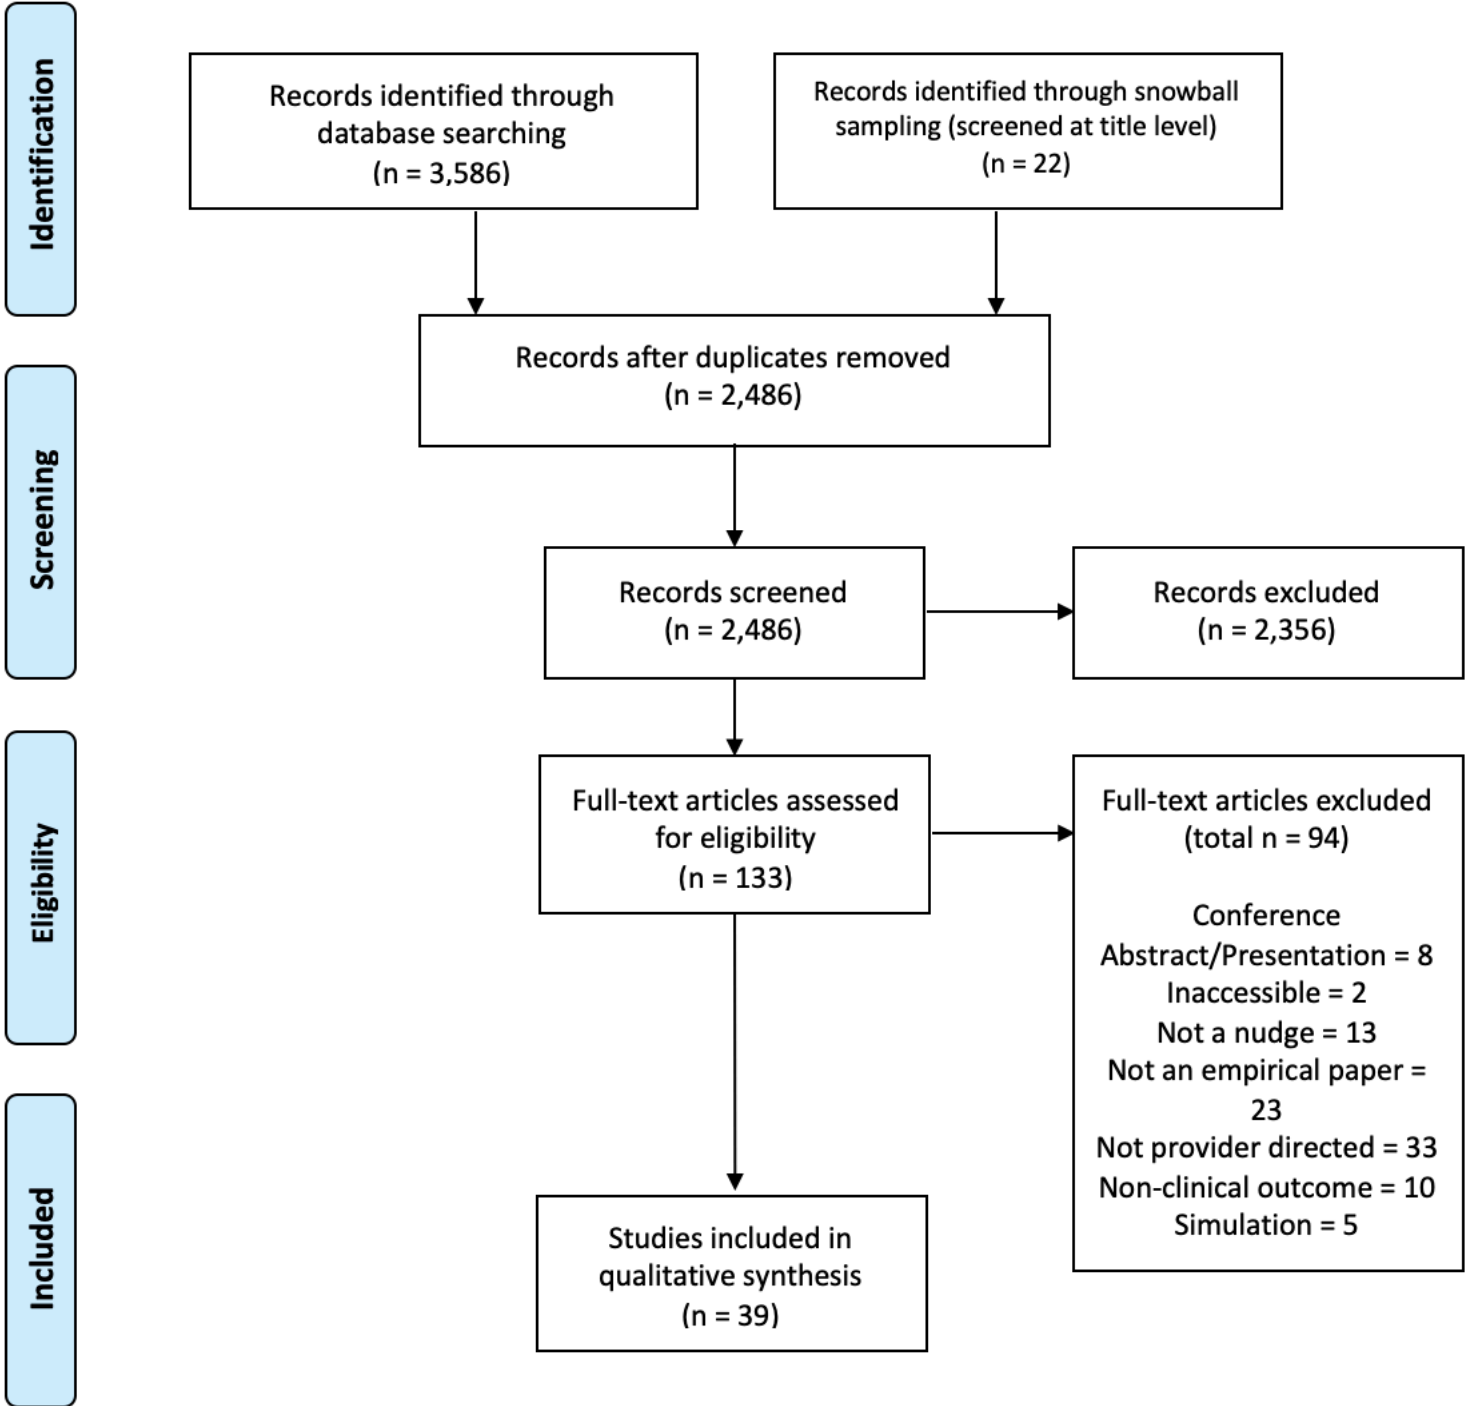 Identification
Records identified through
database searching
(n = 3,586)
Records identified through snowball
sampling (screened at title level)
(n = 22)
Records after duplicates removed
(n = 2,486)
Screening
Records screened
(n = 2,486)
Records excluded
(n = 2,356)
Eligibility
Full-text articles assessed
for eligibility
(n = 133)
Full-text articles excluded
(total n = 94)
Conference
Abstract/Presentation = 8
Inaccessible = 2
Not a nudge = 13
Not an empirical paper =
23
Not provider directed = 33
Non-clinical outcome = 10
Simulation = 5
Included
Studies included in
qualitative synthesis
(n = 39)